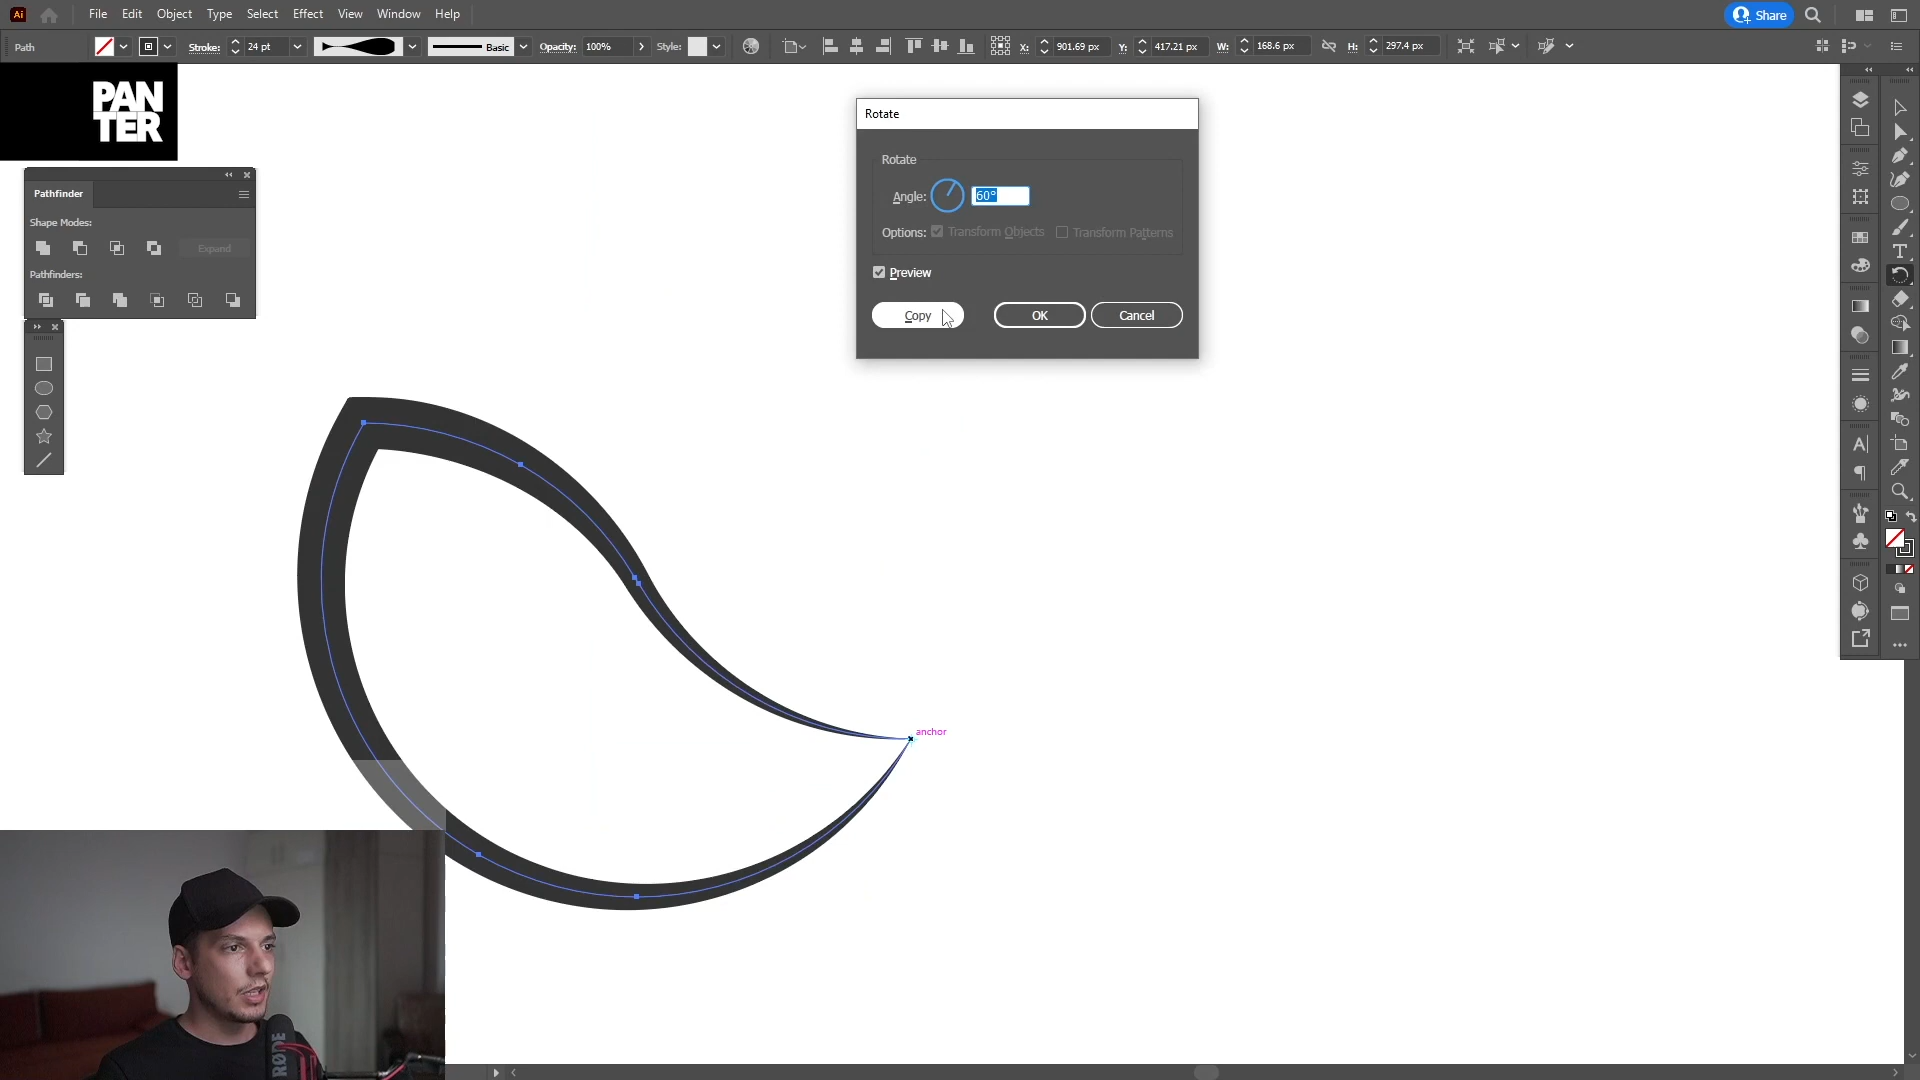 Ai File Edit Object Type Select Effect View Window Help Share
Path Stroke: 24 pt Basic Opacity: 100% Style: X: 901.69 px Y: 417.21 px W: 168.6 px H: 297.4 px
PAN
TER
Rotate
Rotate
Angle: 60°
Options: Transform Objects Transform Patterns
Preview
Copy OK Cancel
Pathfinder
Shape Modes:
Expand
Pathfinders:
anchor
RØDE